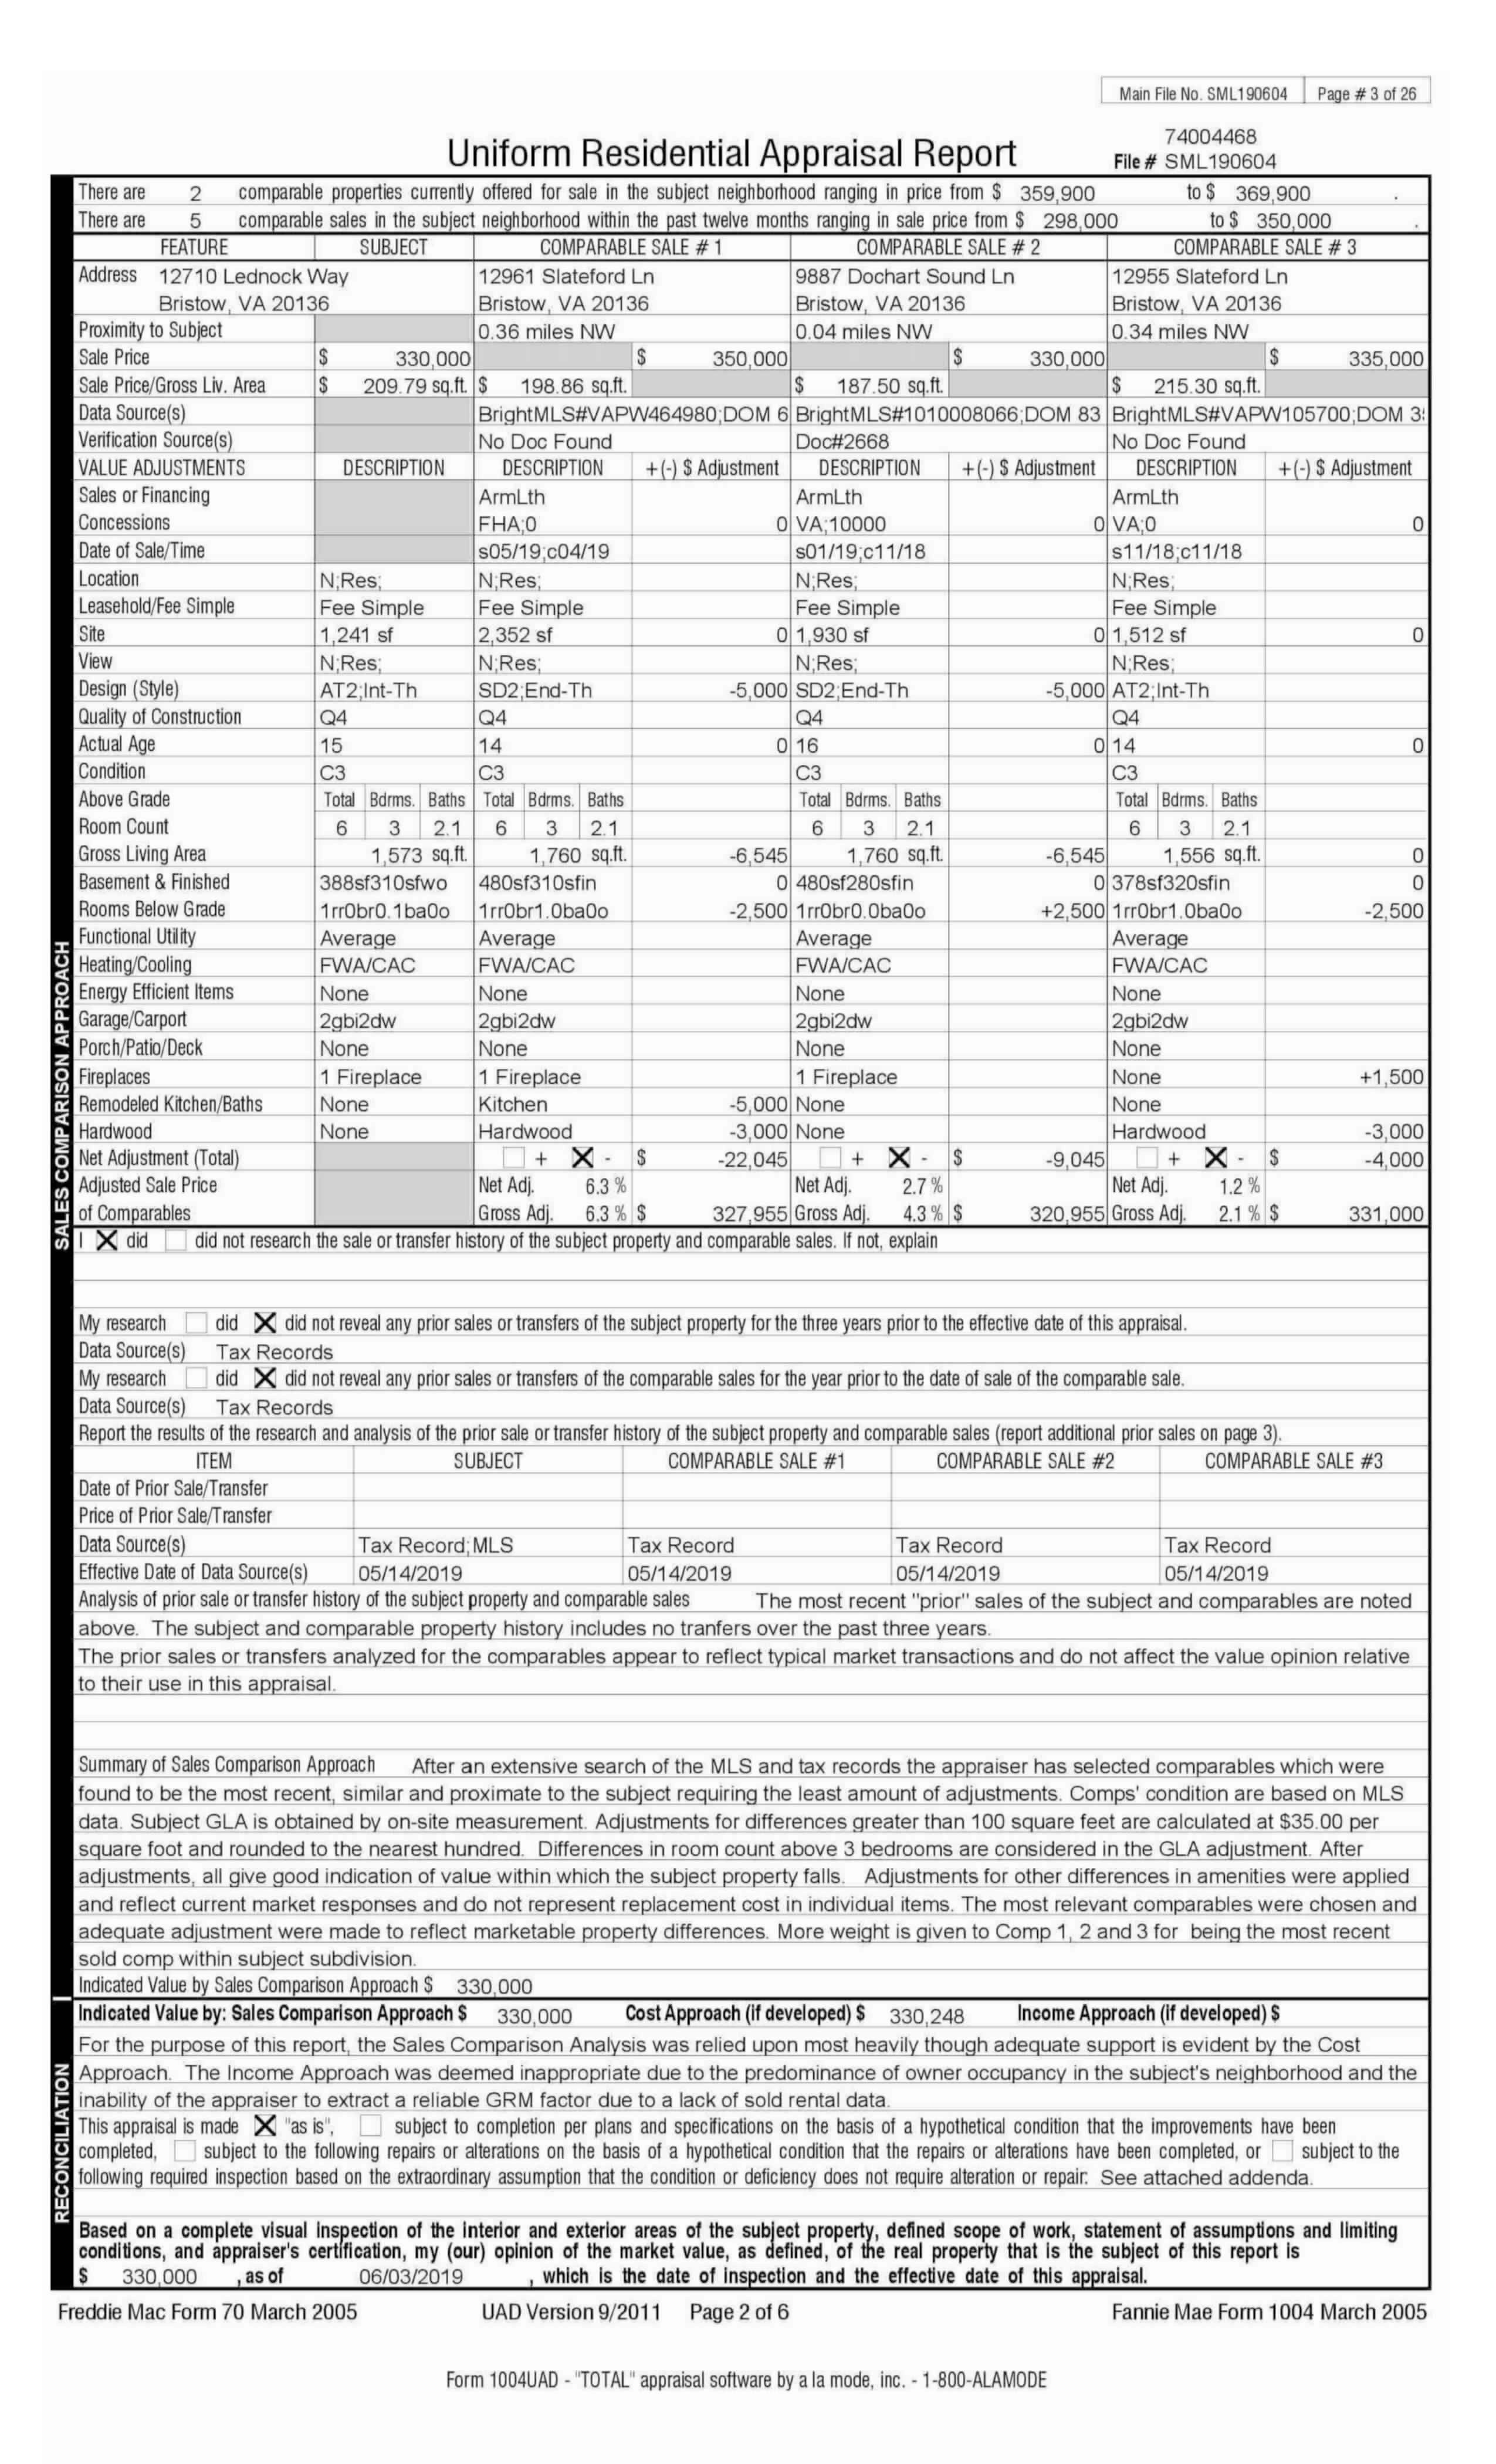 Main File No. SML190604 Page # 3 of 26
74004468
Uniform Residential Appraisal Report File # SML190604
There are 2 comparable properties currently offered for sale in the subject neighborhood ranging in price from $ 359,900 to $ 369,900 .
There are 5 comparable sales in the subject neighborhood within the past twelve months ranging in sale price from $ 298,000 to $ 350,000 .
FEATURE SUBJECT COMPARABLE SALE # 1 COMPARABLE SALE # 2 COMPARABLE SALE # 3
Address 12710 Lednock Way 12961 Slateford Ln 9887 Dochart Sound Ln 12955 Slateford Ln
Bristow, VA 20136 Bristow, VA 20136 Bristow, VA 20136 Bristow, VA 20136
Proximity to Subject 0.36 miles NW 0.04 miles NW 0.34 miles NW
Sale Price $ 330,000 $ 350,000 $ 330,000 $ 335,000
Sale Price/Gross Liv. Area $ 209.79 sq.ft. $ 198.86 sq.ft. $ 187.50 sq.ft. $ 215.30 sq.ft.
Data Source(s) BrightMLS#VAPW464980;DOM 6 BrightMLS#1010008066;DOM 83 BrightMLS#VAPW105700;DOM
Verification Source(s) No Doc Found Doc#2668 No Doc Found
VALUE ADJUSTMENTS DESCRIPTION DESCRIPTION +(-) $ Adjustment DESCRIPTION +(-) $ Adjustment DESCRIPTION +(-) $ Adjustment
Sales or Financing ArmLth ArmLth ArmLth
Concessions FHA;0 0 VA;10000 0 VA;0 0
Date of Sale/Time s05/19;c04/19 s01/19;c11/18 s11/18;c11/18
Location N;Res; N;Res; N;Res; N;Res;
Leasehold/Fee Simple Fee Simple Fee Simple Fee Simple Fee Simple
Site 1,241 sf 2,352 sf 0 1,930 sf 0 1,512 sf 0
View N;Res; N;Res; N;Res; N;Res;
Design (Style) AT2;Int-Th SD2;End-Th -5,000 SD2;End-Th -5,000 AT2;Int-Th
Quality of Construction Q4 Q4 Q4 Q4
Actual Age 15 14 0 16 0 14 0
Condition C3 C3 C3 C3
Above Grade Total Bdrms. Baths Total Bdrms. Baths Total Bdrms. Baths Total Bdrms. Baths
Room Count 6 3 2.1 6 3 2.1 6 3 2.1 6 3 2.1
Gross Living Area 1,573 sq.ft. 1,760 sq.ft. -6,545 1,760 sq.ft. -6,545 1,556 sq.ft. 0
Basement & Finished 388sf310sfwo 480sf310sfin 0 480sf280sfin 0 378sf320sfin 0
Rooms Below Grade 1rr0br0.1ba0o 1rr0br1.0ba0o -2,500 1rr0br0.0ba0o +2,500 1rr0br1.0ba0o -2,500
Functional Utility Average Average Average Average
Heating/Cooling FWA/CAC FWA/CAC FWA/CAC FWA/CAC
Energy Efficient Items None None None None
Garage/Carport 2gbi2dw 2gbi2dw 2gbi2dw 2gbi2dw
Porch/Patio/Deck None None None None
Fireplaces 1 Fireplace 1 Fireplace 1 Fireplace None +1,500
Remodeled Kitchen/Baths None Kitchen -5,000 None None
Hardwood None Hardwood -3,000 None Hardwood -3,000
Net Adjustment (Total) + X - $ -22,045 + X - $ -9,045 + X - $ -4,000
Adjusted Sale Price Net Adj. 6.3 % Net Adj. 2.7 % Net Adj. 1.2 %
of Comparables Gross Adj. 6.3 % $ 327,955 Gross Adj. 4.3 % $ 320,955 Gross Adj. 2.1 % $ 331,000
SALES COMPARISON APPROACH
I X did did not research the sale or transfer history of the subject property and comparable sales. If not, explain
My research did X did not reveal any prior sales or transfers of the subject property for the three years prior to the effective date of this appraisal.
Data Source(s) Tax Records
My research did X did not reveal any prior sales or transfers of the comparable sales for the year prior to the date of sale of the comparable sale.
Data Source(s) Tax Records
Report the results of the research and analysis of the prior sale or transfer history of the subject property and comparable sales (report additional prior sales on page 3).
ITEM SUBJECT COMPARABLE SALE #1 COMPARABLE SALE #2 COMPARABLE SALE #3
Date of Prior Sale/Transfer
Price of Prior Sale/Transfer
Data Source(s) Tax Record;MLS Tax Record Tax Record Tax Record
Effective Date of Data Source(s) 05/14/2019 05/14/2019 05/14/2019 05/14/2019
Analysis of prior sale or transfer history of the subject property and comparable sales The most recent "prior" sales of the subject and comparables are noted
above. The subject and comparable property history includes no tranfers over the past three years.
The prior sales or transfers analyzed for the comparables appear to reflect typical market transactions and do not affect the value opinion relative
to their use in this appraisal.
Summary of Sales Comparison Approach After an extensive search of the MLS and tax records the appraiser has selected comparables which were
found to be the most recent, similar and proximate to the subject requiring the least amount of adjustments. Comps' condition are based on MLS
data. Subject GLA is obtained by on-site measurement. Adjustments for differences greater than 100 square feet are calculated at $35.00 per
square foot and rounded to the nearest hundred. Differences in room count above 3 bedrooms are considered in the GLA adjustment. After
adjustments, all give good indication of value within which the subject property falls. Adjustments for other differences in amenities were applied
and reflect current market responses and do not represent replacement cost in individual items. The most relevant comparables were chosen and
adequate adjustment were made to reflect marketable property differences. More weight is given to Comp 1, 2 and 3 for being the most recent
sold comp within subject subdivision.
Indicated Value by Sales Comparison Approach $ 330,000
Indicated Value by: Sales Comparison Approach $ 330,000 Cost Approach (if developed) $ 330,248 Income Approach (if developed) $
For the purpose of this report, the Sales Comparison Analysis was relied upon most heavily though adequate support is evident by the Cost
Approach. The Income Approach was deemed inappropriate due to the predominance of owner occupancy in the subject's neighborhood and the
inability of the appraiser to extract a reliable GRM factor due to a lack of sold rental data.
This appraisal is made X "as is", subject to completion per plans and specifications on the basis of a hypothetical condition that the improvements have been
completed, subject to the following repairs or alterations on the basis of a hypothetical condition that the repairs or alterations have been completed, or subject to the
following required inspection based on the extraordinary assumption that the condition or deficiency does not require alteration or repair: See attached addenda.
RECONCILIATION
Based on a complete visual inspection of the interior and exterior areas of the subject property, defined scope of work, statement of assumptions and limiting
conditions, and appraiser's certification, my (our) opinion of the market value, as defined, of the real property that is the subject of this report is
$ 330,000 , as of 06/03/2019 , which is the date of inspection and the effective date of this appraisal.
Freddie Mac Form 70 March 2005 UAD Version 9/2011 Page 2 of 6 Fannie Mae Form 1004 March 2005
Form 1004UAD - "TOTAL" appraisal software by a la mode, inc. - 1-800-ALAMODE